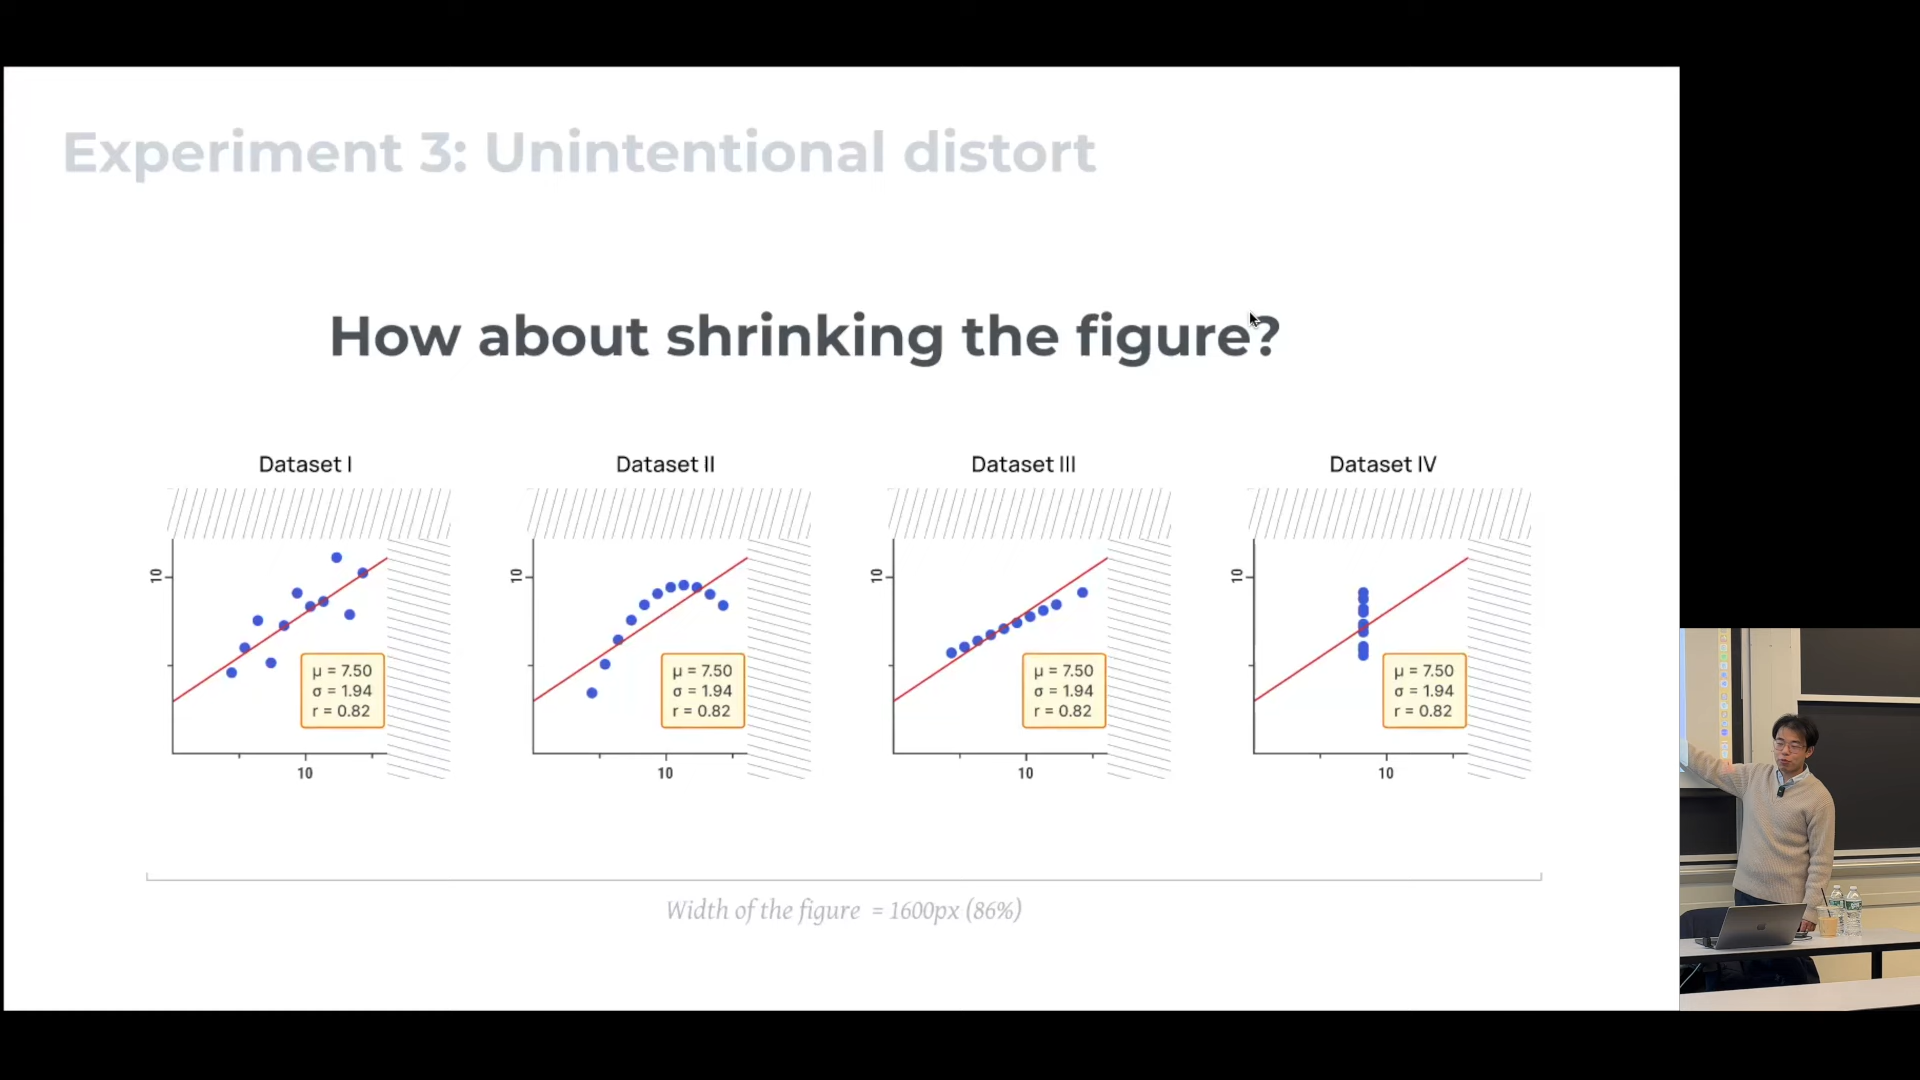 Experiment 3: Unintentional distort
How about shrinking the figure?
Dataset I
10
μ = 7.50
σ = 1.94
r = 0.82
10
Dataset II
10
μ = 7.50
σ = 1.94
r = 0.82
10
Dataset III
10
μ = 7.50
σ = 1.94
r = 0.82
10
Dataset IV
10
μ = 7.50
σ = 1.94
r = 0.82
10
Width of the figure = 1600px (86%)